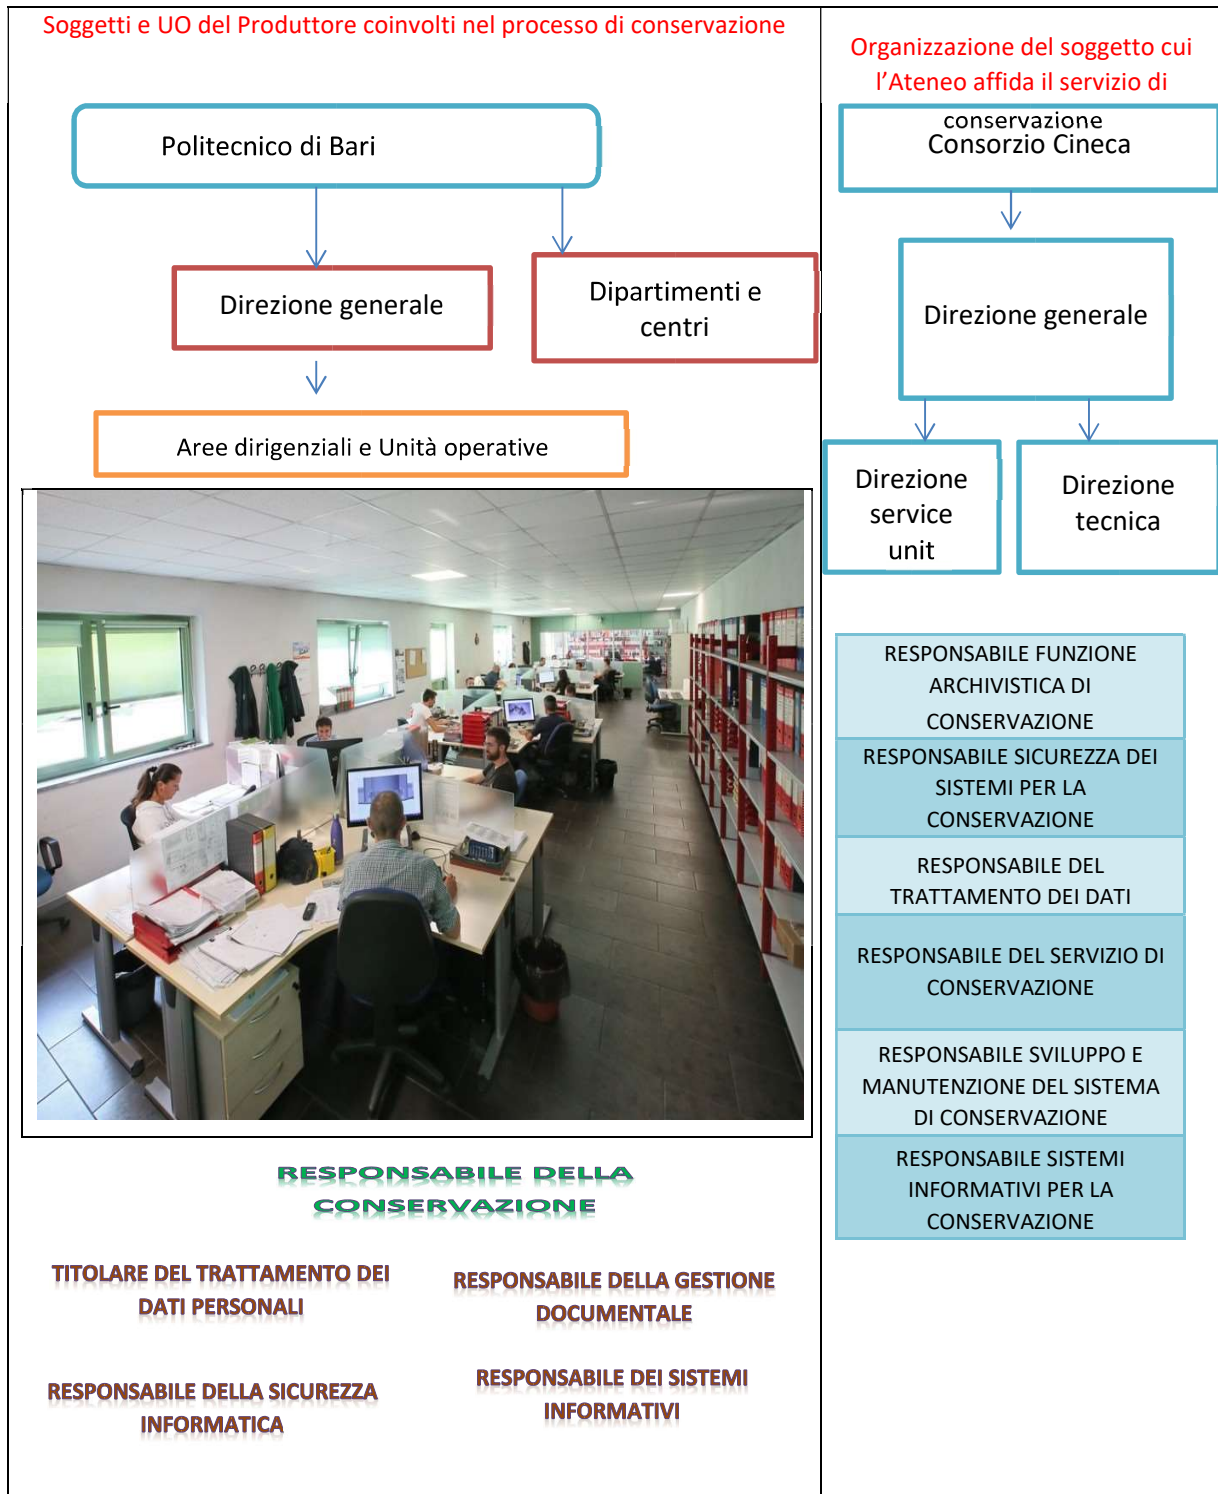 Soggetti e UO del Produttore coinvolti nel processo di conservazione
Politecnico di Bari
Direzione generale
Dipartimenti e
centri
Aree dirigenziali e Unità operative
RESPONSABILE DELLA
CONSERVAZIONE
TITOLARE DEL TRATTAMENTO DEI
DATI PERSONALI
RESPONSABILE DELLA GESTIONE
DOCUMENTALE
RESPONSABILE DELLA SICUREZZA
INFORMATICA
RESPONSABILE DEI SISTEMI
INFORMATIVI
Organizzazione del soggetto cui
l’Ateneo affida il servizio di
conservazione
Consorzio Cineca
Direzione generale
Direzione
service
unit
Direzione
tecnica
RESPONSABILE FUNZIONE
ARCHIVISTICA DI
CONSERVAZIONE
RESPONSABILE SICUREZZA DEI
SISTEMI PER LA
CONSERVAZIONE
RESPONSABILE DEL
TRATTAMENTO DEI DATI
RESPONSABILE DEL SERVIZIO DI
CONSERVAZIONE
RESPONSABILE SVILUPPO E
MANUTENZIONE DEL SISTEMA
DI CONSERVAZIONE
RESPONSABILE SISTEMI
INFORMATIVI PER LA
CONSERVAZIONE